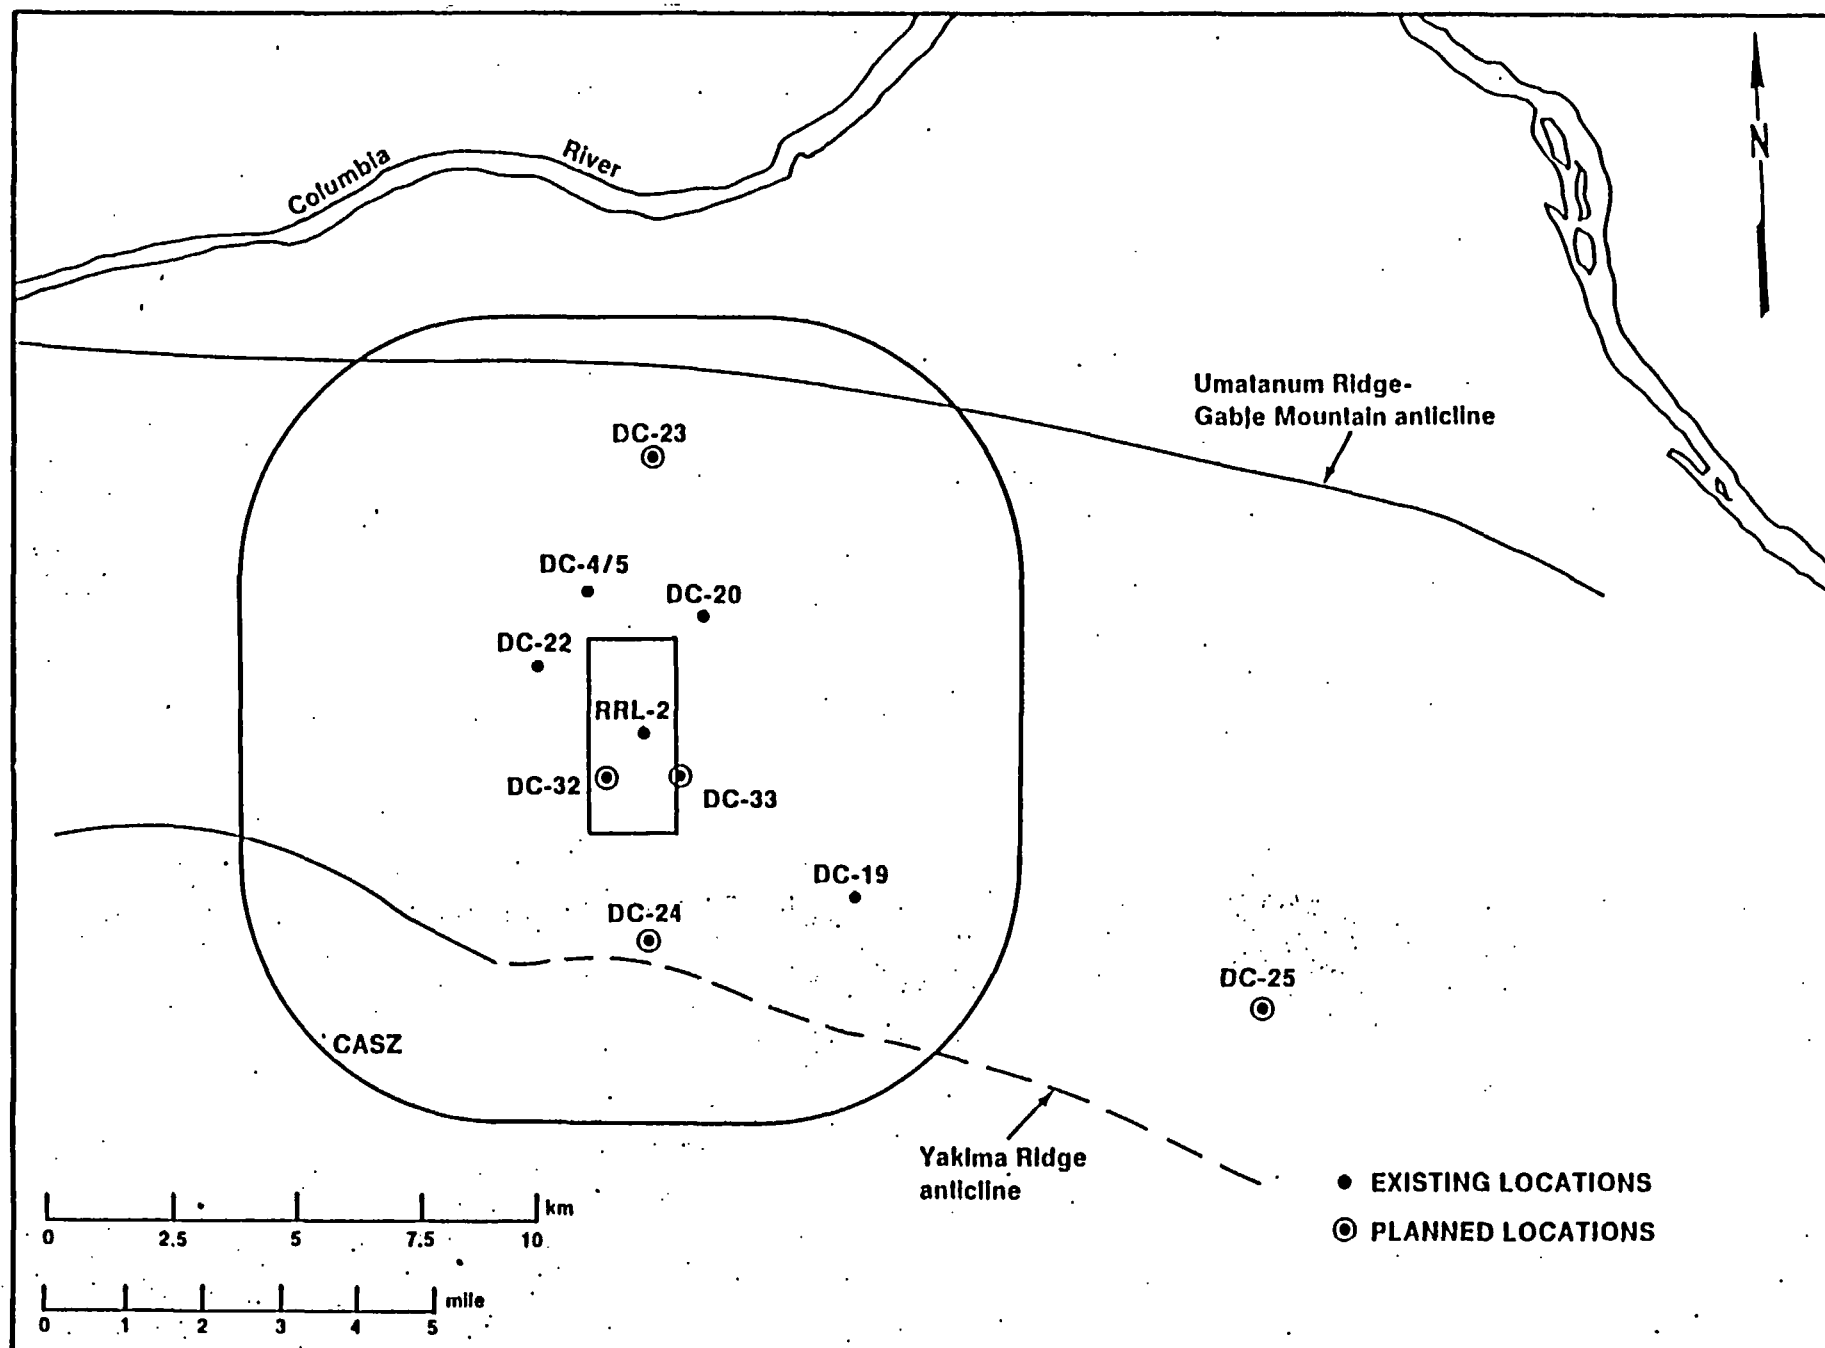 Columbia River
N
Umatanum Ridge-
Gable Mountain anticline
DC-23
DC-4/5
DC-20
DC-22
RRL-2
DC-32
DC-33
DC-19
DC-24
DC-25
CASZ
Yakima Ridge
anticline
● EXISTING LOCATIONS
◉ PLANNED LOCATIONS
km
0 2.5 5 7.5 10
mile
0 1 2 3 4 5